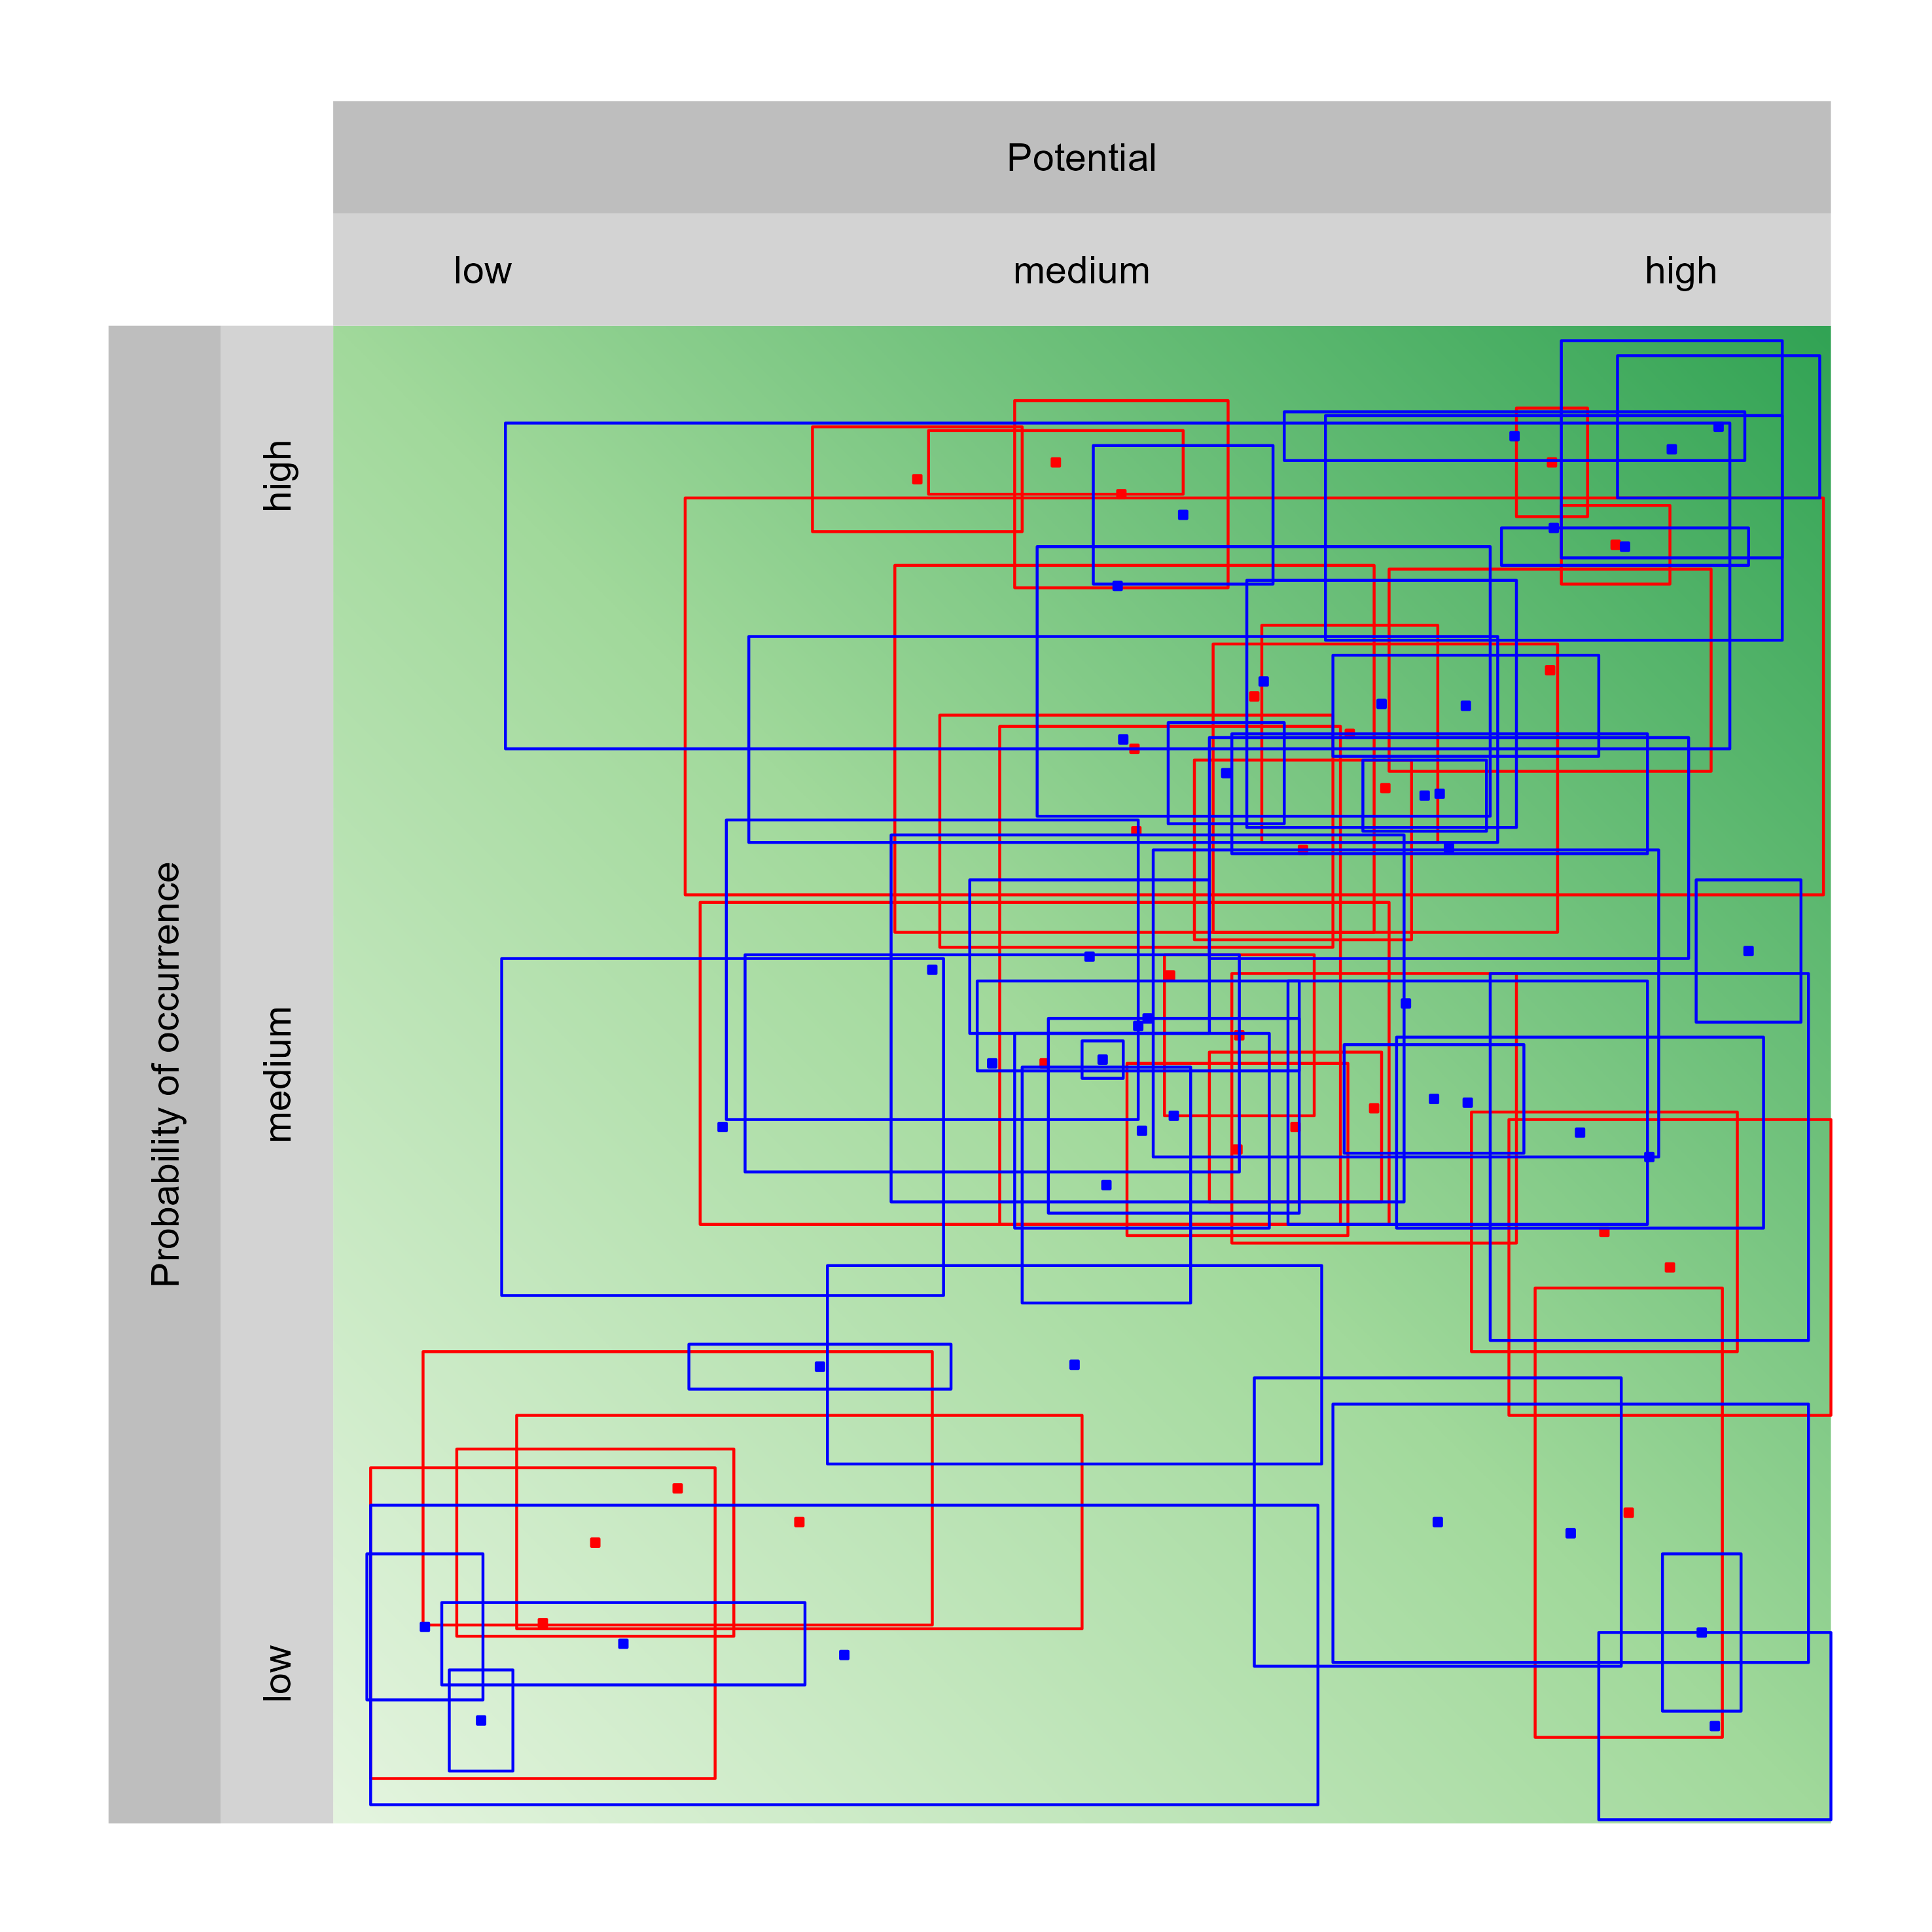 Potential
low medium high
Probability of occurrence
high
medium
low